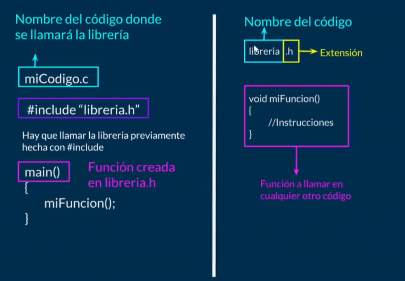 Nombre del código donde
se llamará la librería
miCodigo.c
#include "libreria.h"
Hay que llamar la libreria previamente
hecha con #include
main()
Función creada
en libreria.h
{
miFuncion();
}
Nombre del código
libreria .h
Extensión
void miFuncion()
{
//Instrucciones
}
Función a llamar en
cualquier otro código